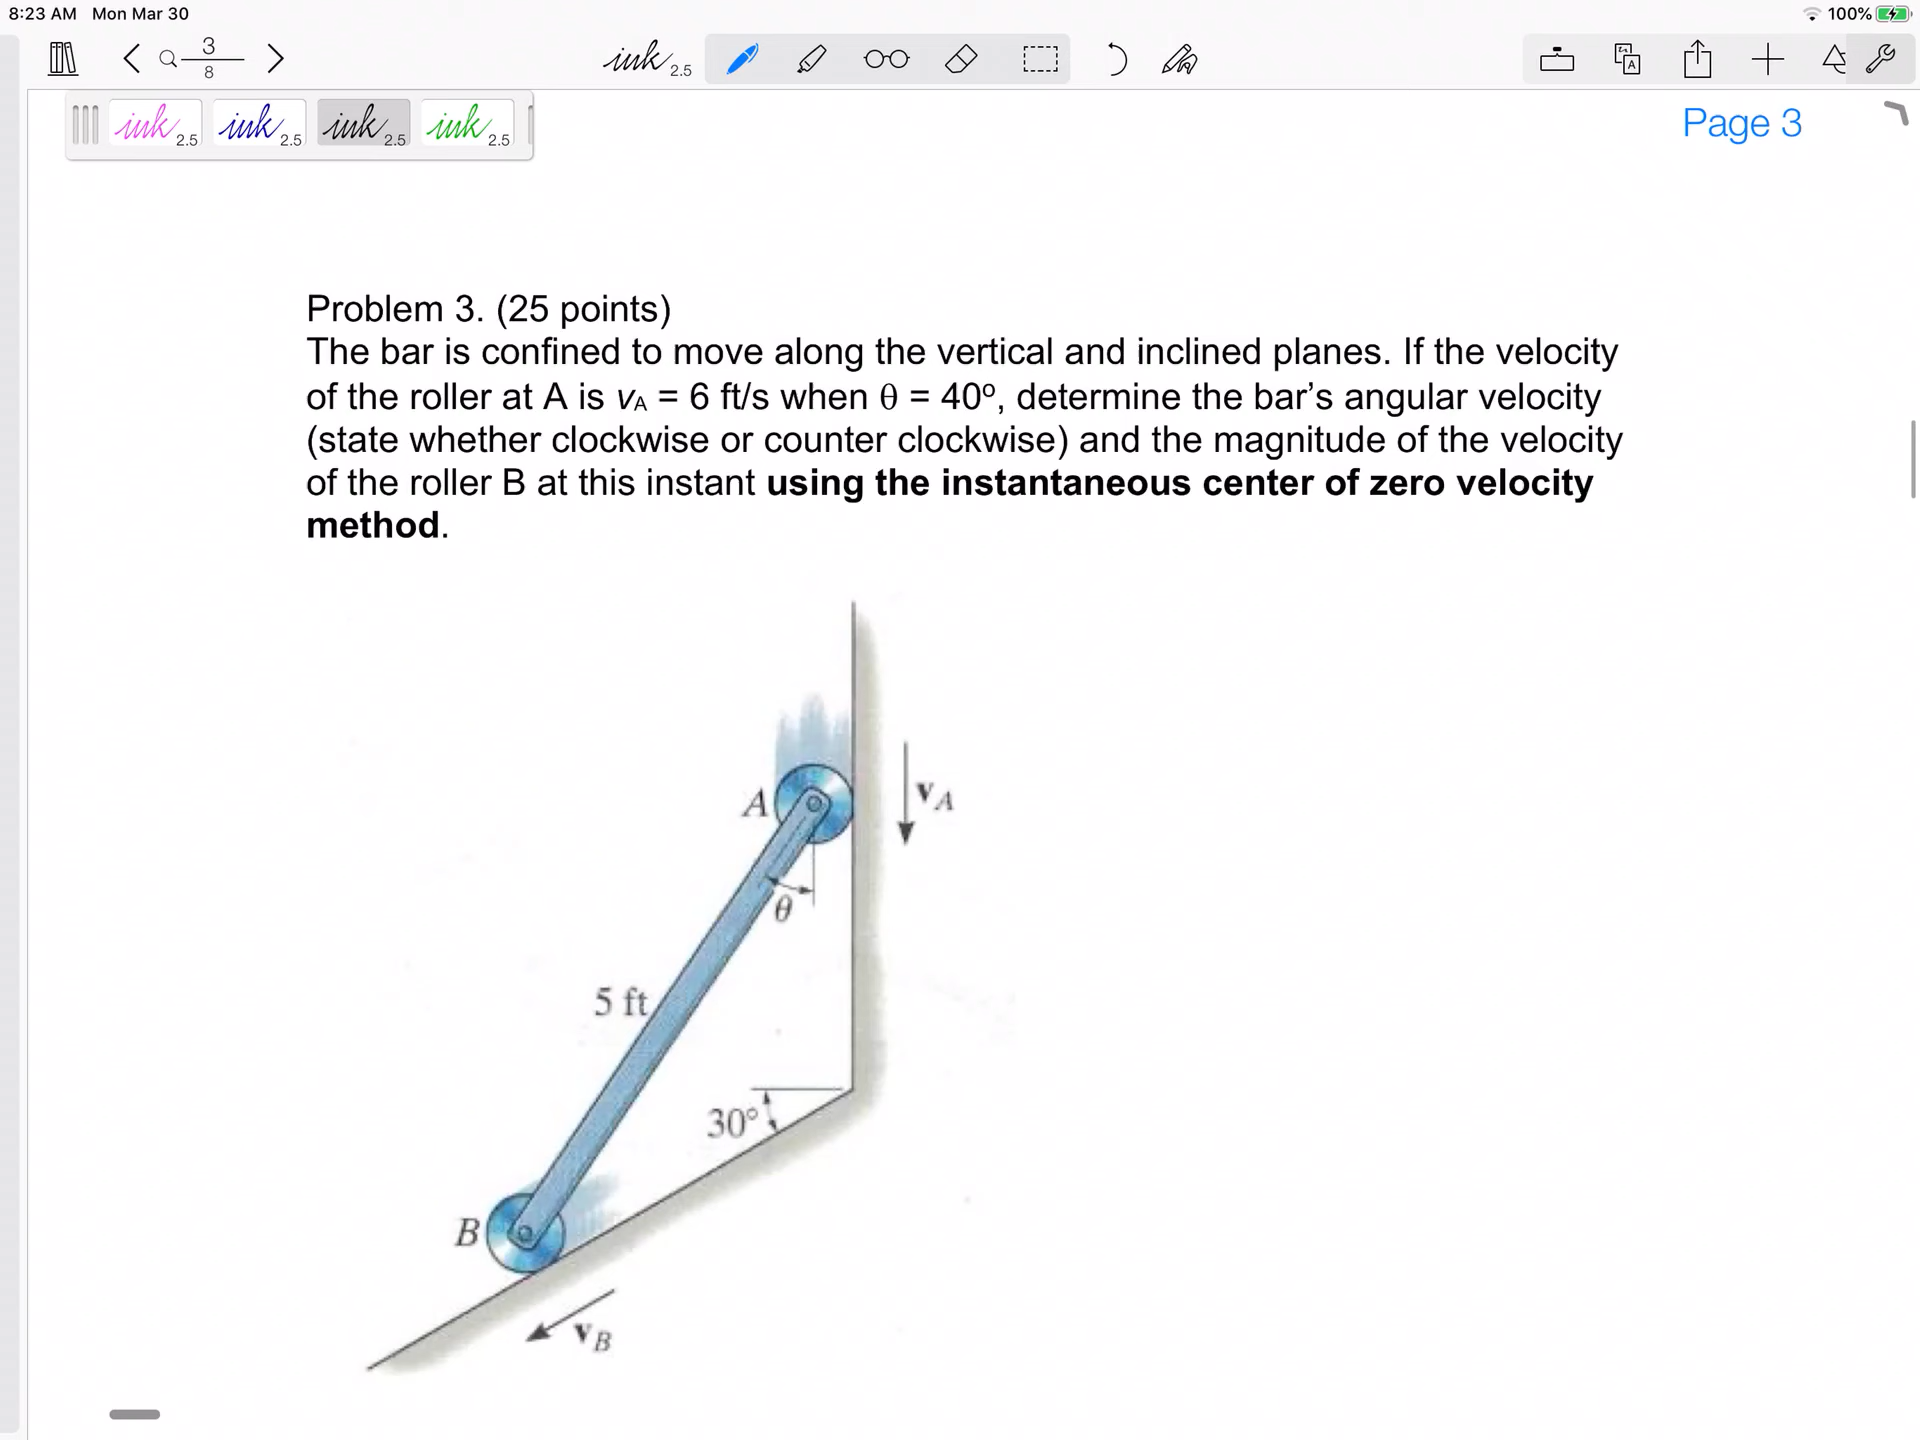 8:23 AM Mon Mar 30
100%
3
8
ink 2.5
ink 2.5 ink 2.5 ink 2.5 ink 2.5
Page 3
Problem 3. (25 points)
The bar is confined to move along the vertical and inclined planes. If the velocity
of the roller at A is vA = 6 ft/s when θ = 40º, determine the bar’s angular velocity
(state whether clockwise or counter clockwise) and the magnitude of the velocity
of the roller B at this instant using the instantaneous center of zero velocity
method.
A
vA
θ
5 ft
30°
B
vB